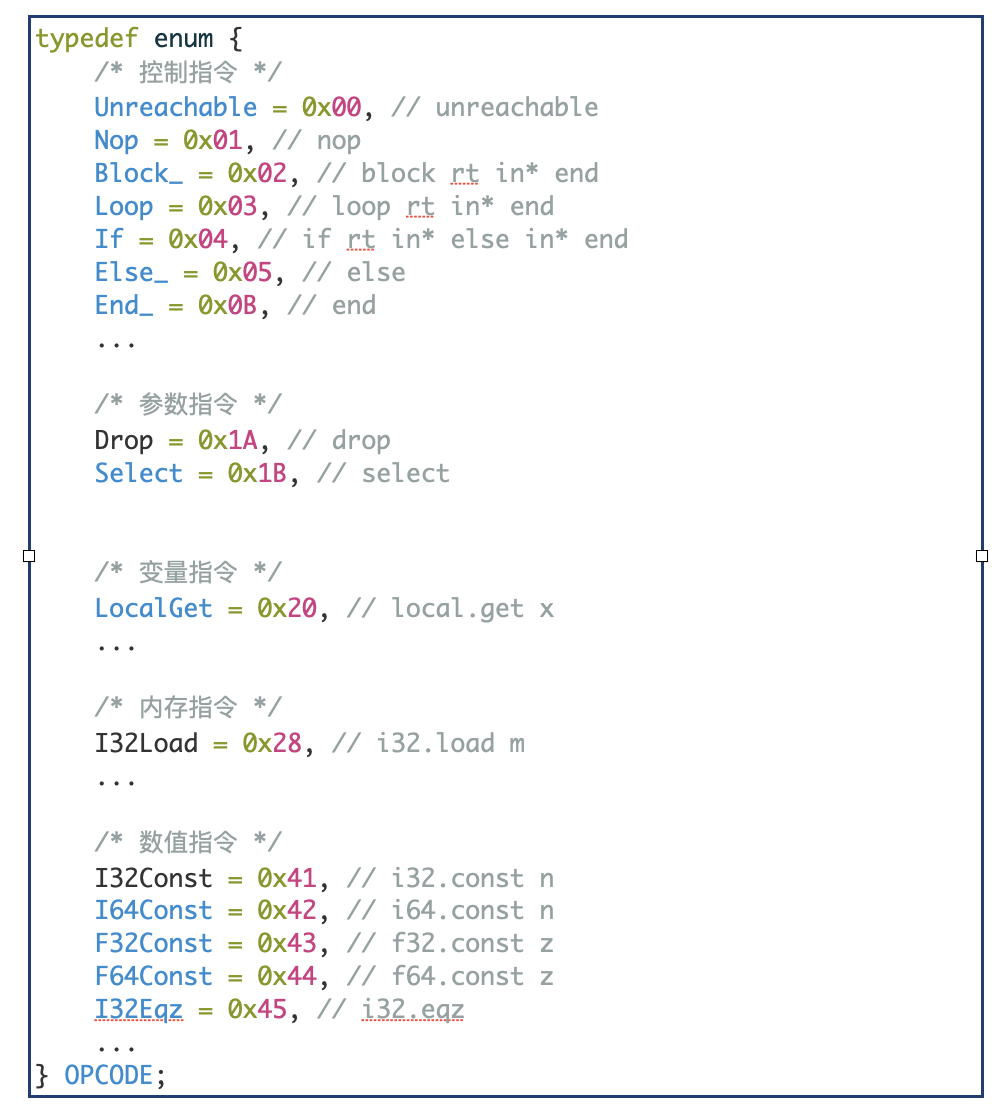 typedef enum {
/* 控制指令 */
Unreachable = 0x00, // unreachable
Nop = 0x01, // nop
Block_ = 0x02, // block rt in* end
Loop = 0x03, // loop rt in* end
If = 0x04, // if rt in* else in* end
Else_ = 0x05, // else
End_ = 0x0B, // end
...
/* 参数指令 */
Drop = 0x1A, // drop
Select = 0x1B, // select
/* 变量指令 */
LocalGet = 0x20, // local.get x
...
/* 内存指令 */
I32Load = 0x28, // i32.load m
...
/* 数值指令 */
I32Const = 0x41, // i32.const n
I64Const = 0x42, // i64.const n
F32Const = 0x43, // f32.const z
F64Const = 0x44, // f64.const z
I32Eqz = 0x45, // i32.eqz
...
} OPCODE;